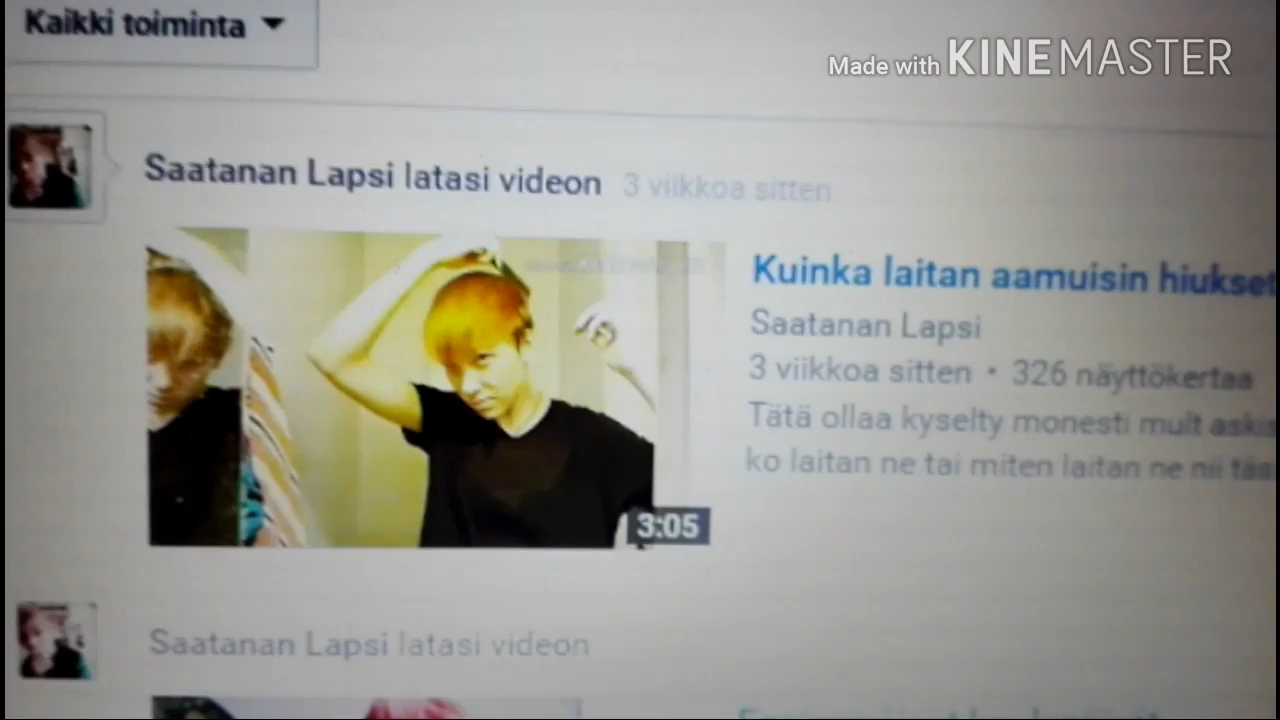 Kaikki toiminta
Made with KINEMASTER
Saatanan Lapsi latasi videon 3 viikkoa sitten
Kuinka laitan aamuisin hiukset
Saatanan Lapsi
3 viikkoa sitten • 326 näyttökertaa
Tätä ollaa kyselty monesti mult
ko laitan ne tai miten laitan ne nii
3:05
Saatanan Lapsi latasi videon